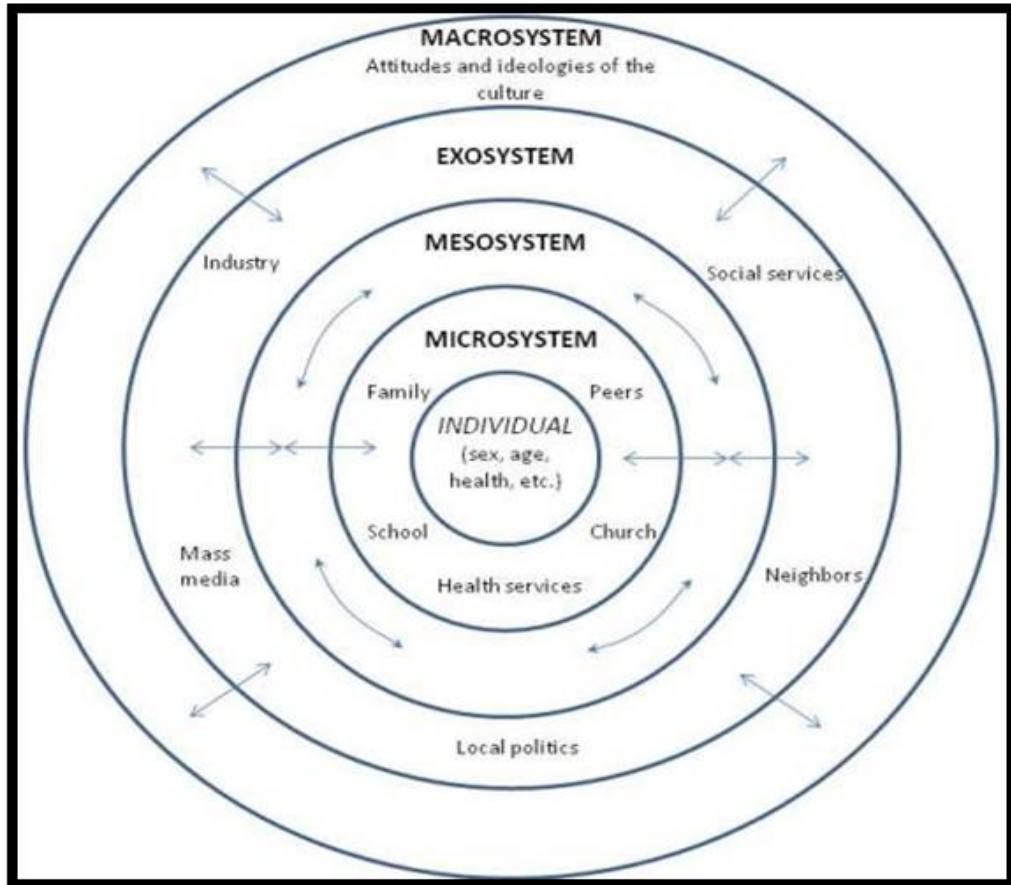 MACROSYSTEM
Attitudes and ideologies of the
culture
EXOSYSTEM
MESOSYSTEM
Industry
Social services
MICROSYSTEM
Family
Peers
INDIVIDUAL
(sex, age,
health, etc.)
School
Church
Mass
media
Health services
Neighbors
Local politics